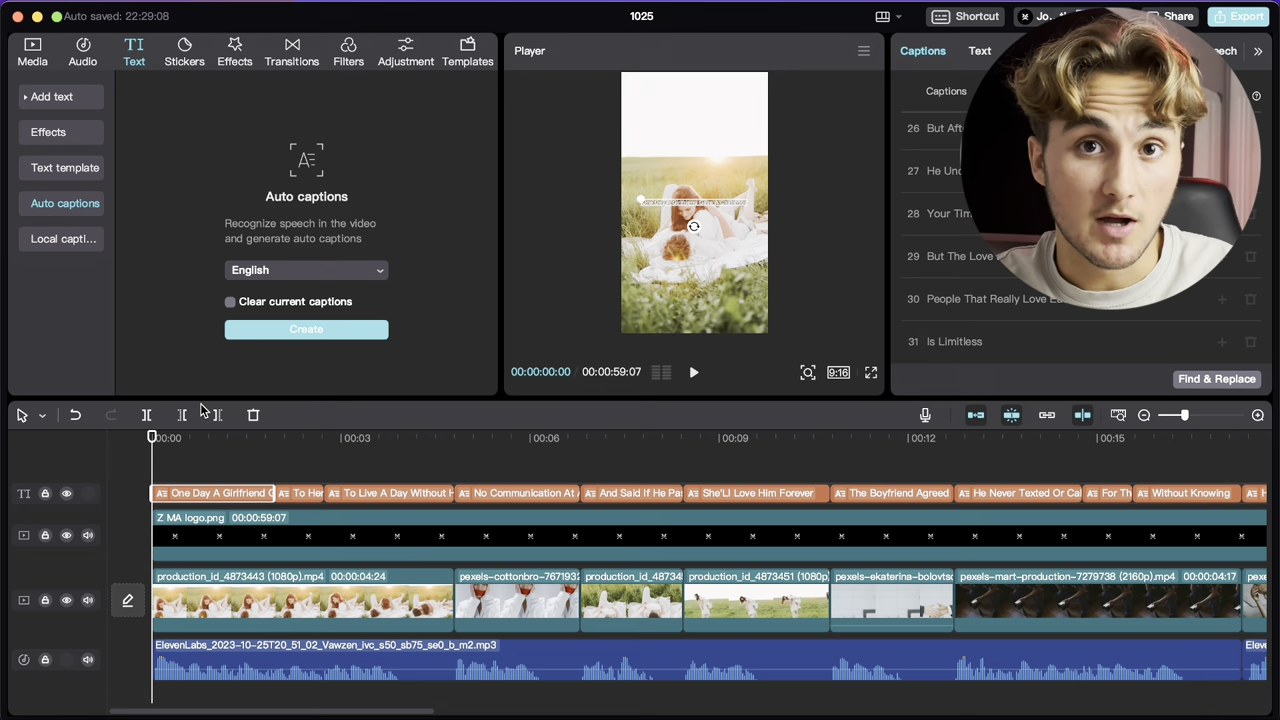 Auto saved: 22:29:08
1025
Shortcut
Share
Export
Media
Audio
TI
Text
Stickers
Effects
Transitions
Filters
Adjustment
Templates
Player
Captions
Text
Add text
Effects
Text template
Auto captions
Local capti...
Auto captions
Recognize speech in the video
and generate auto captions
English
Clear current captions
Create
00:00:00:00 / 00:00:59:07
9:16
Captions
26 But Aft
27 He Unc
28 Your Tim
29 But The Love
30 People That Really Love Ea
31 Is Limitless
Find & Replace
00:00
00:03
00:06
00:09
00:12
00:15
TI
One Day A Girlfriend
To Her
To Live A Day Without H
No Communication At
And Said If He Pa
She'Ll Love Him Forever
The Boyfriend Agreed
He Never Texted Or Cal
For Th
Without Knowing
Z MA logo.png 00:00:59:07
production_id_4873443 (1080p).mp4 00:00:04:24
pexels-cottonbro-767193
production_id_48734
production_id_4873451 (1080p)
pexels-ekaterina-bolovtso
pexels-mart-production-7279738 (2160p).mp4 00:00:04:17
pexe
ElevenLabs_2023-10-25T20_51_02_Vawzen_ivc_s50_sb75_se0_b_m2.mp3
Eleve